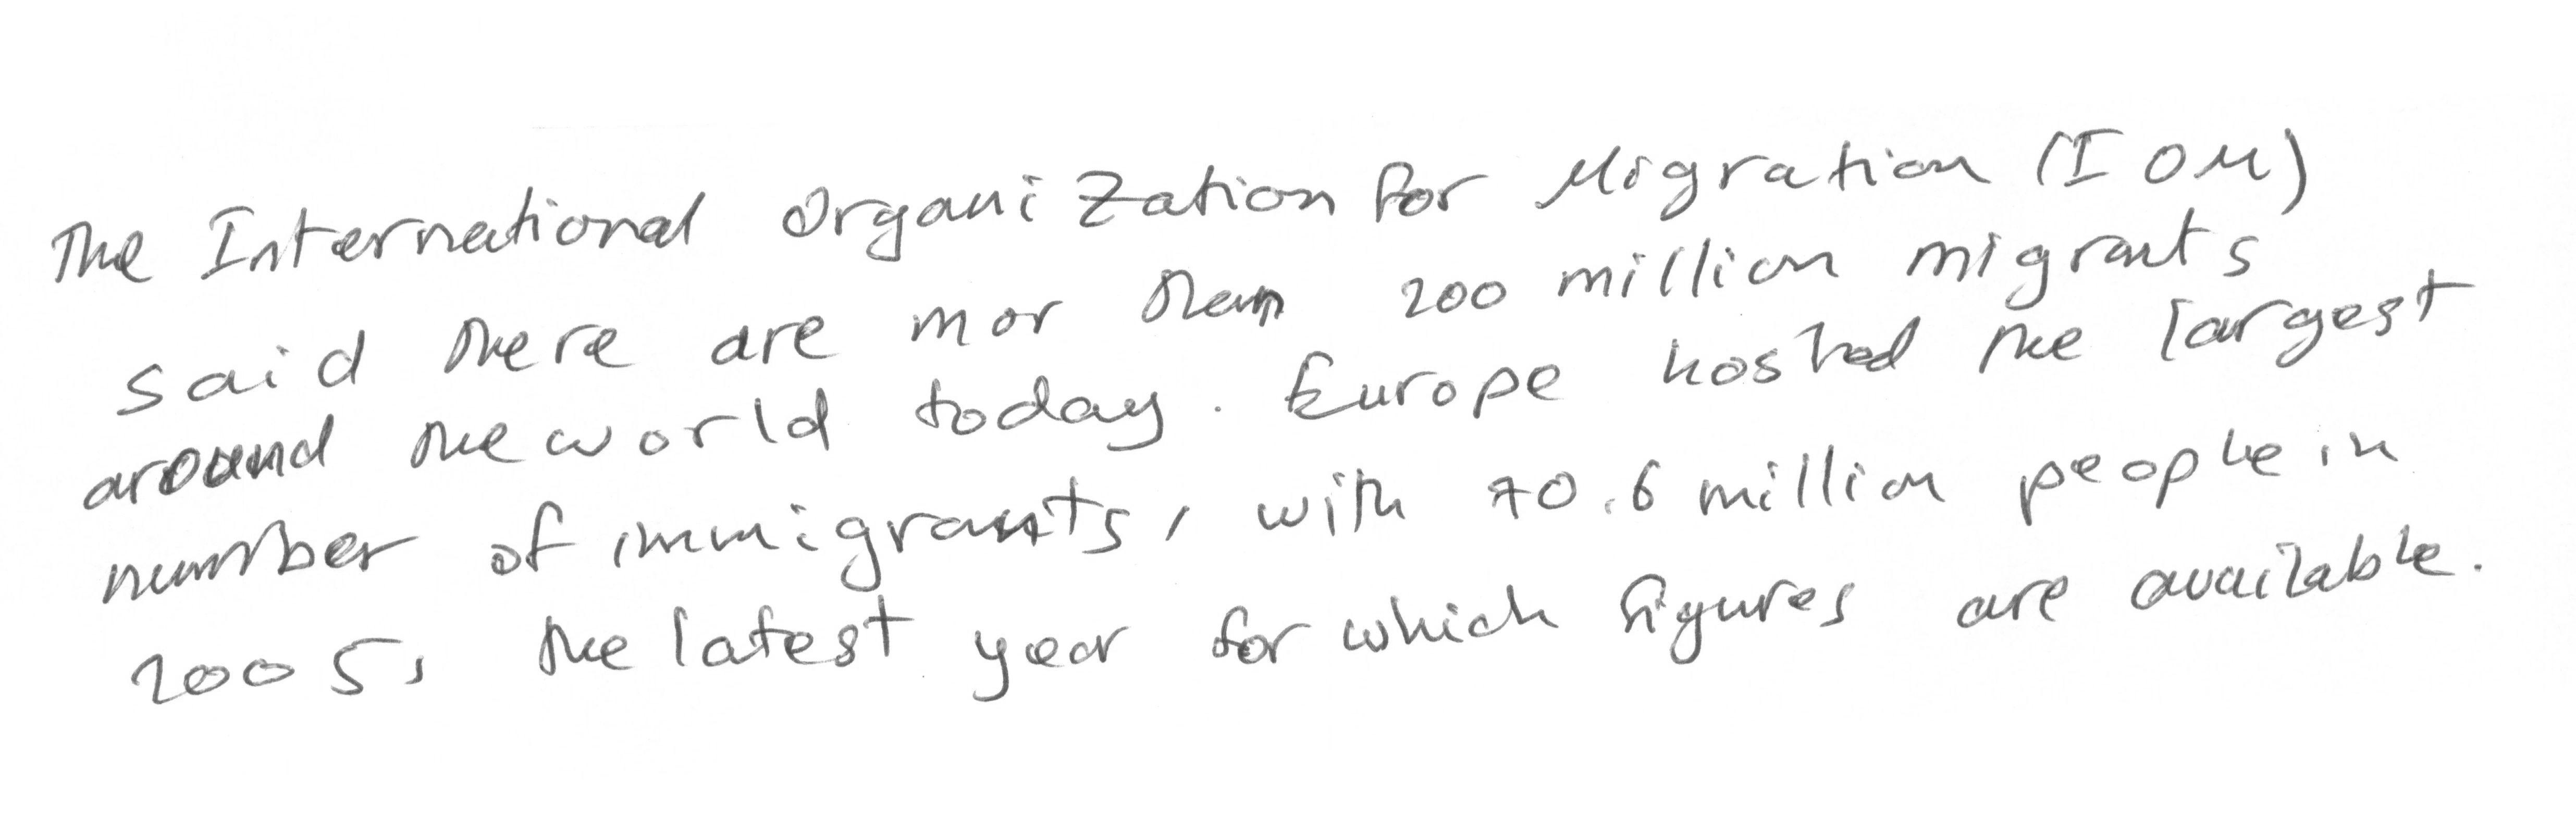 The International Organization for Migration (IOM)
said there are mor than 200 million migrants
around the world today. Europe hosted the largest
number of immigrants, with 70.6 million people in
2005, the latest year for which figures are available.